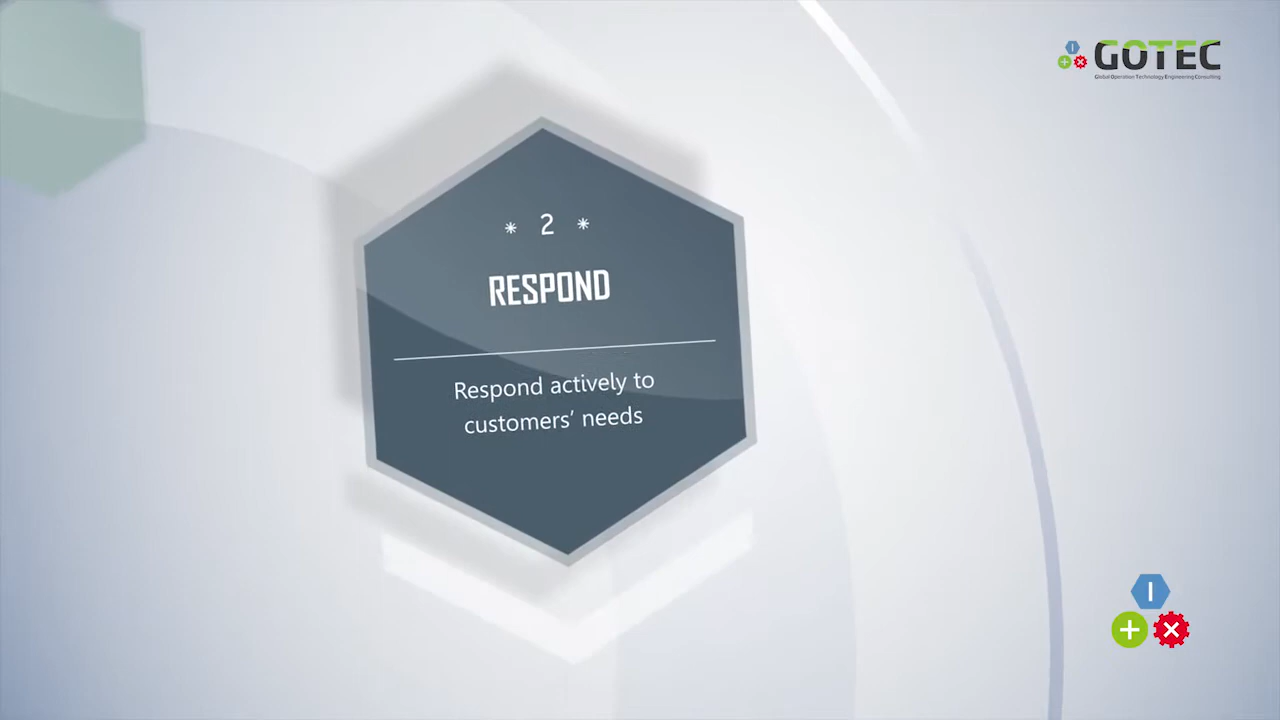 GOTEC
Global Operation Technology Engineering Consulting
* 2 *
RESPOND
Respond actively to
customers’ needs